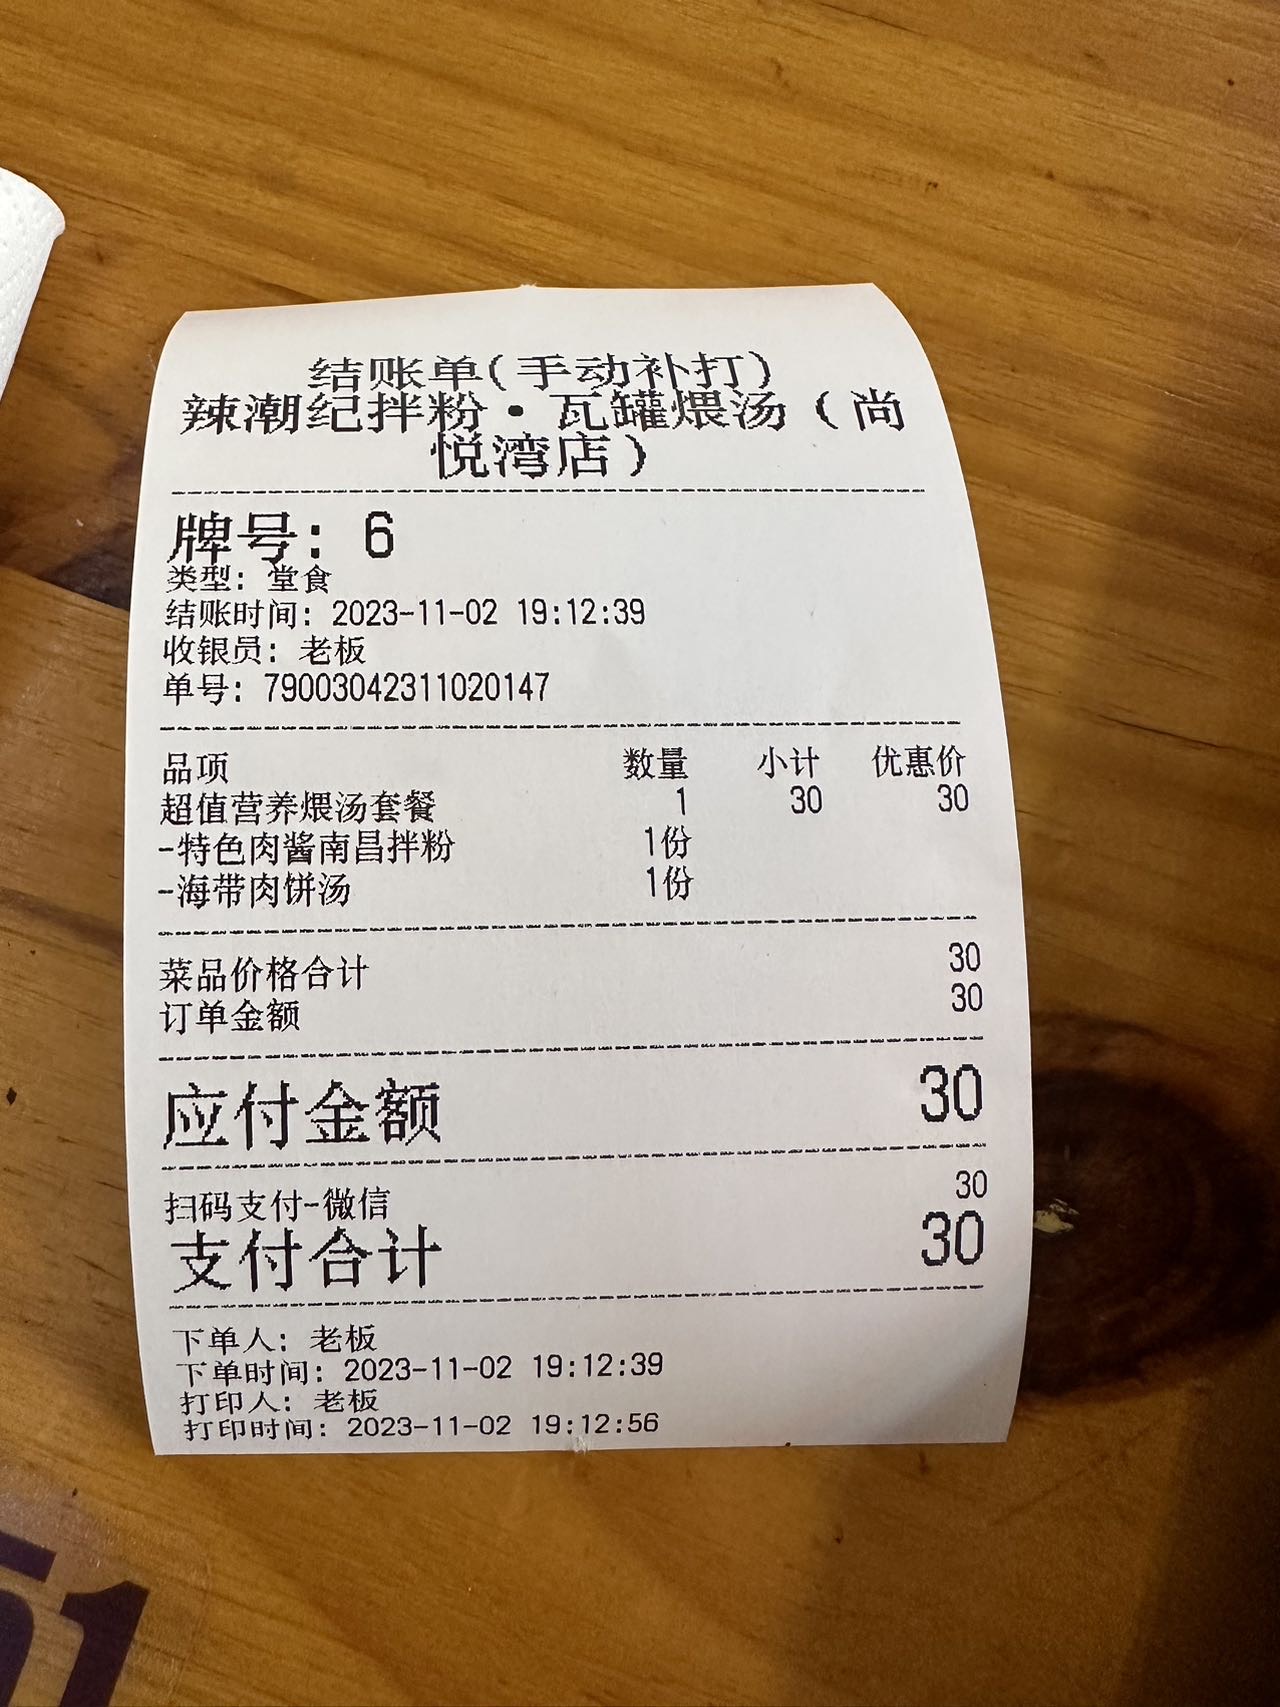 结账单(手动补打)
辣潮纪拌粉·瓦罐煨汤（尚
悦湾店）
牌号: 6
类型: 堂食
结账时间: 2023-11-02 19:12:39
收银员: 老板
单号: 79003042311020147
品项 数量 小计 优惠价
超值营养煨汤套餐 1 30 30
-特色肉酱南昌拌粉 1份
-海带肉饼汤 1份
菜品价格合计 30
订单金额 30
应付金额 30
扫码支付-微信 30
支付合计 30
下单人: 老板
下单时间: 2023-11-02 19:12:39
打印人: 老板
打印时间: 2023-11-02 19:12:56